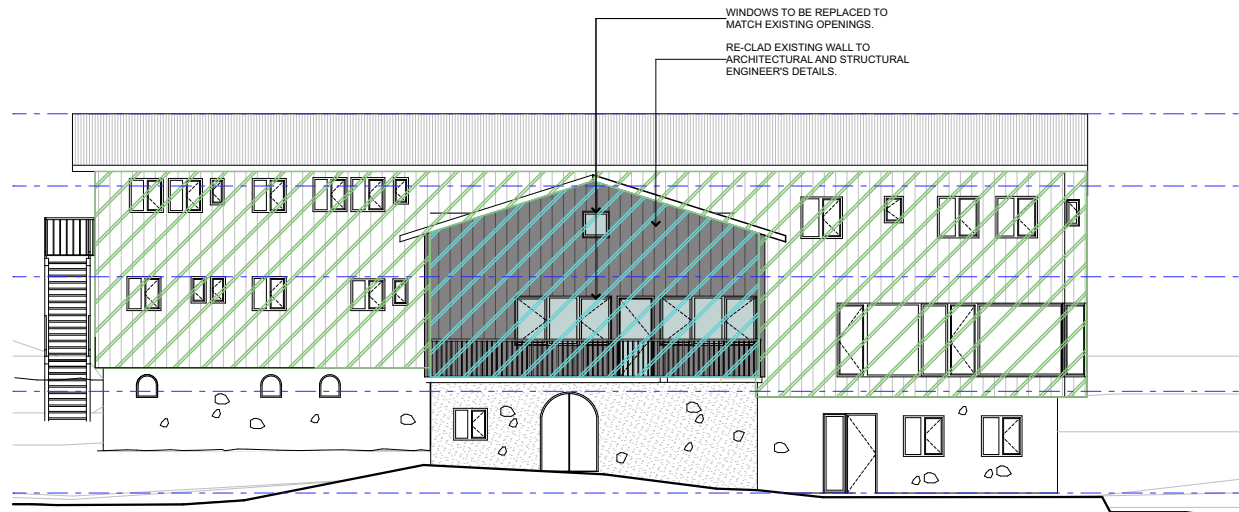 WINDOWS TO BE REPLACED TO
MATCH EXISTING OPENINGS.
RE-CLAD EXISTING WALL TO
ARCHITECTURAL AND STRUCTURAL
ENGINEER'S DETAILS.